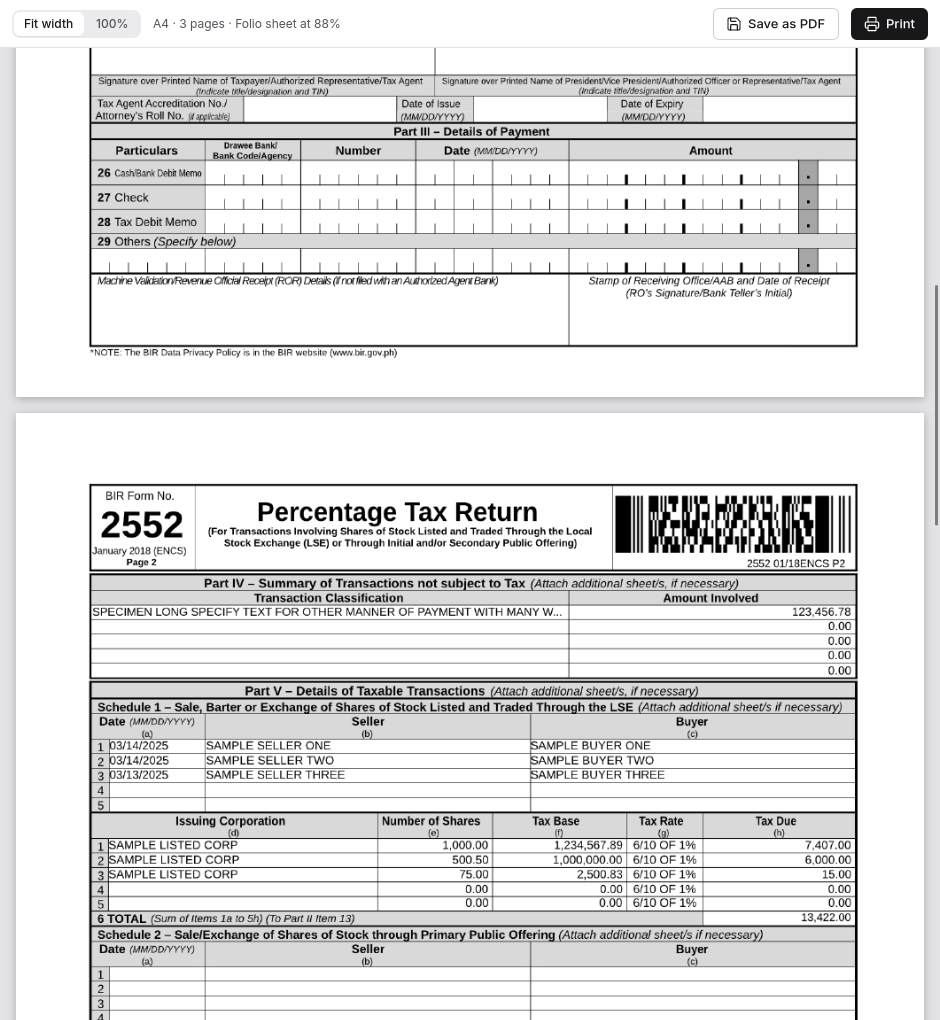 Fit width 100% A4 · 3 pages · Folio sheet at 88% Save as PDF Print
Signature over Printed Name of Taxpayer/Authorized Representative/Tax Agent
(Indicate title/designation and TIN)
Signature over Printed Name of President/Vice President/Authorized Officer or Representative/Tax Agent
(Indicate title/designation and TIN)
Tax Agent Accreditation No./
Attorney's Roll No. (if applicable)
Date of Issue
(MM/DD/YYYY)
Date of Expiry
(MM/DD/YYYY)
Part III – Details of Payment
Particulars Drawee Bank/ Bank Code/Agency Number Date (MM/DD/YYYY) Amount
26 Cash/Bank Debit Memo .
27 Check .
28 Tax Debit Memo .
29 Others (Specify below)
.
Machine Validation/Revenue Official Receipt (ROR) Details (If not filed with an Authorized Agent Bank)
Stamp of Receiving Office/AAB and Date of Receipt
(RO's Signature/Bank Teller's Initial)
*NOTE: The BIR Data Privacy Policy is in the BIR website (www.bir.gov.ph)
BIR Form No.
2552
January 2018 (ENCS)
Page 2
Percentage Tax Return
(For Transactions Involving Shares of Stock Listed and Traded Through the Local
Stock Exchange (LSE) or Through Initial and/or Secondary Public Offering)
2552 01/18ENCS P2
Part IV – Summary of Transactions not subject to Tax (Attach additional sheet/s, if necessary)
Transaction Classification Amount Involved
SPECIMEN LONG SPECIFY TEXT FOR OTHER MANNER OF PAYMENT WITH MANY W... 123,456.78
0.00
0.00
0.00
0.00
Part V – Details of Taxable Transactions (Attach additional sheet/s, if necessary)
Schedule 1 – Sale, Barter or Exchange of Shares of Stock Listed and Traded Through the LSE (Attach additional sheet/s, if necessary)
Date (MM/DD/YYYY) Seller Buyer
(a) (b) (c)
1 03/14/2025 SAMPLE SELLER ONE SAMPLE BUYER ONE
2 03/14/2025 SAMPLE SELLER TWO SAMPLE BUYER TWO
3 03/13/2025 SAMPLE SELLER THREE SAMPLE BUYER THREE
4
5
Issuing Corporation Number of Shares Tax Base Tax Rate Tax Due
(d) (e) (f) (g) (h)
1 SAMPLE LISTED CORP 1,000.00 1,234,567.89 6/10 OF 1% 7,407.00
2 SAMPLE LISTED CORP 500.50 1,000,000.00 6/10 OF 1% 6,000.00
3 SAMPLE LISTED CORP 75.00 2,500.83 6/10 OF 1% 15.00
4 0.00 0.00 6/10 OF 1% 0.00
5 0.00 0.00 6/10 OF 1% 0.00
6 TOTAL (Sum of Items 1a to 5h) (To Part II Item 13) 13,422.00
Schedule 2 – Sale/Exchange of Shares of Stock through Primary Public Offering (Attach additional sheet/s if necessary)
Date (MM/DD/YYYY) Seller Buyer
(a) (b) (c)
1
2
3
4